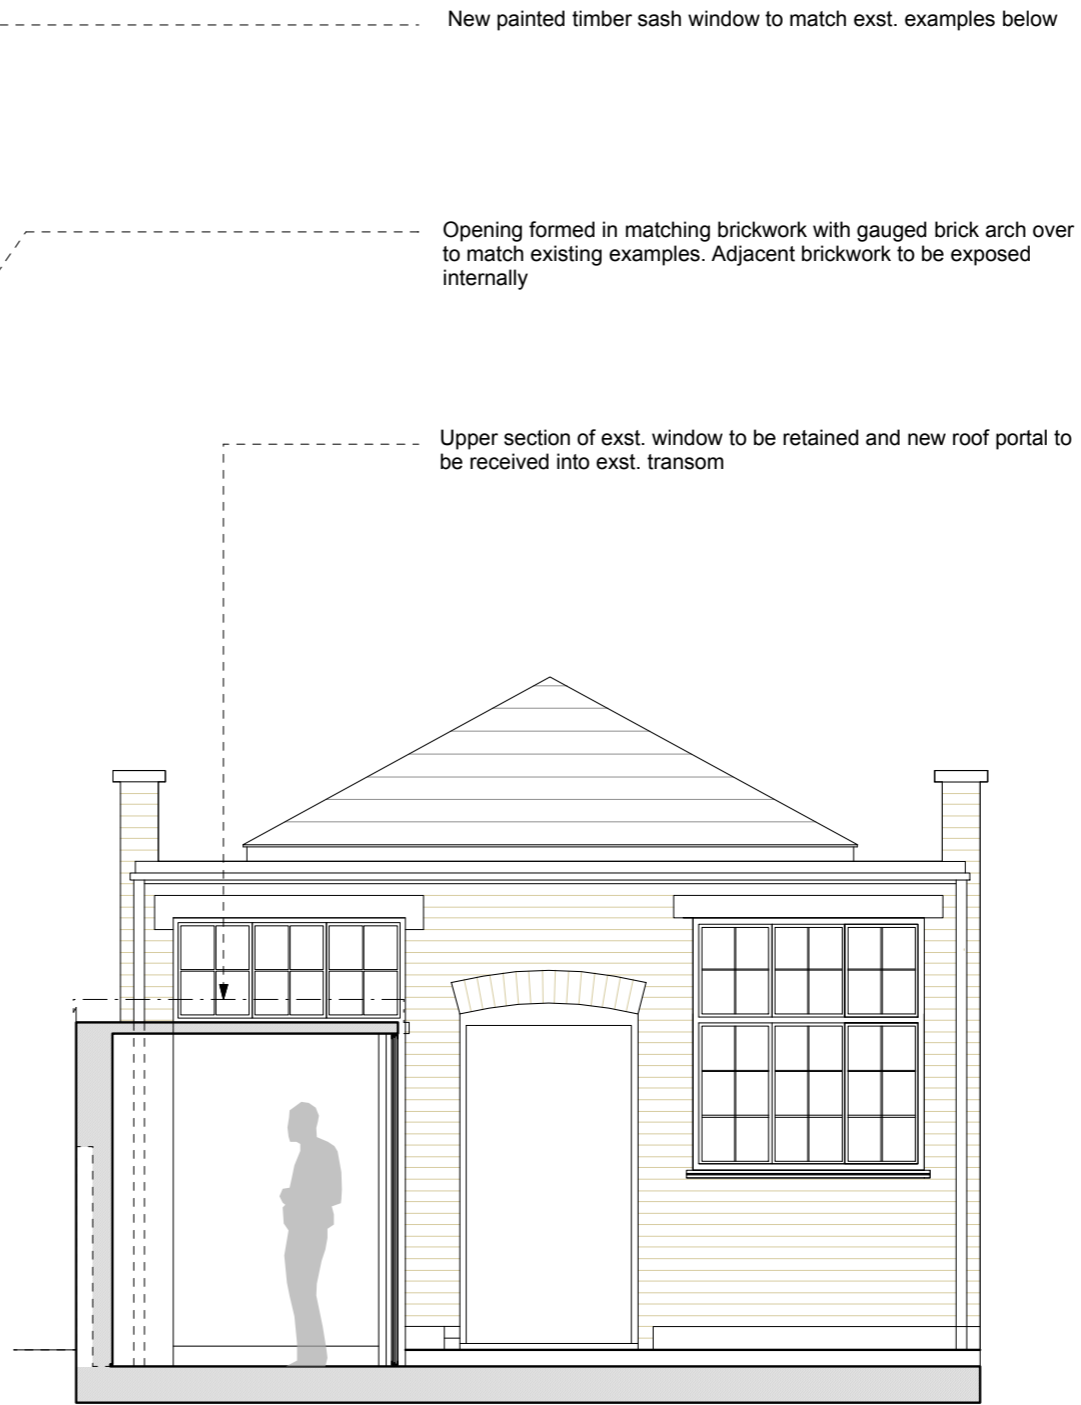 New painted timber sash window to match exst. examples below
Opening formed in matching brickwork with gauged brick arch over
to match existing examples. Adjacent brickwork to be exposed
internally
Upper section of exst. window to be retained and new roof portal to
be received into exst. transom